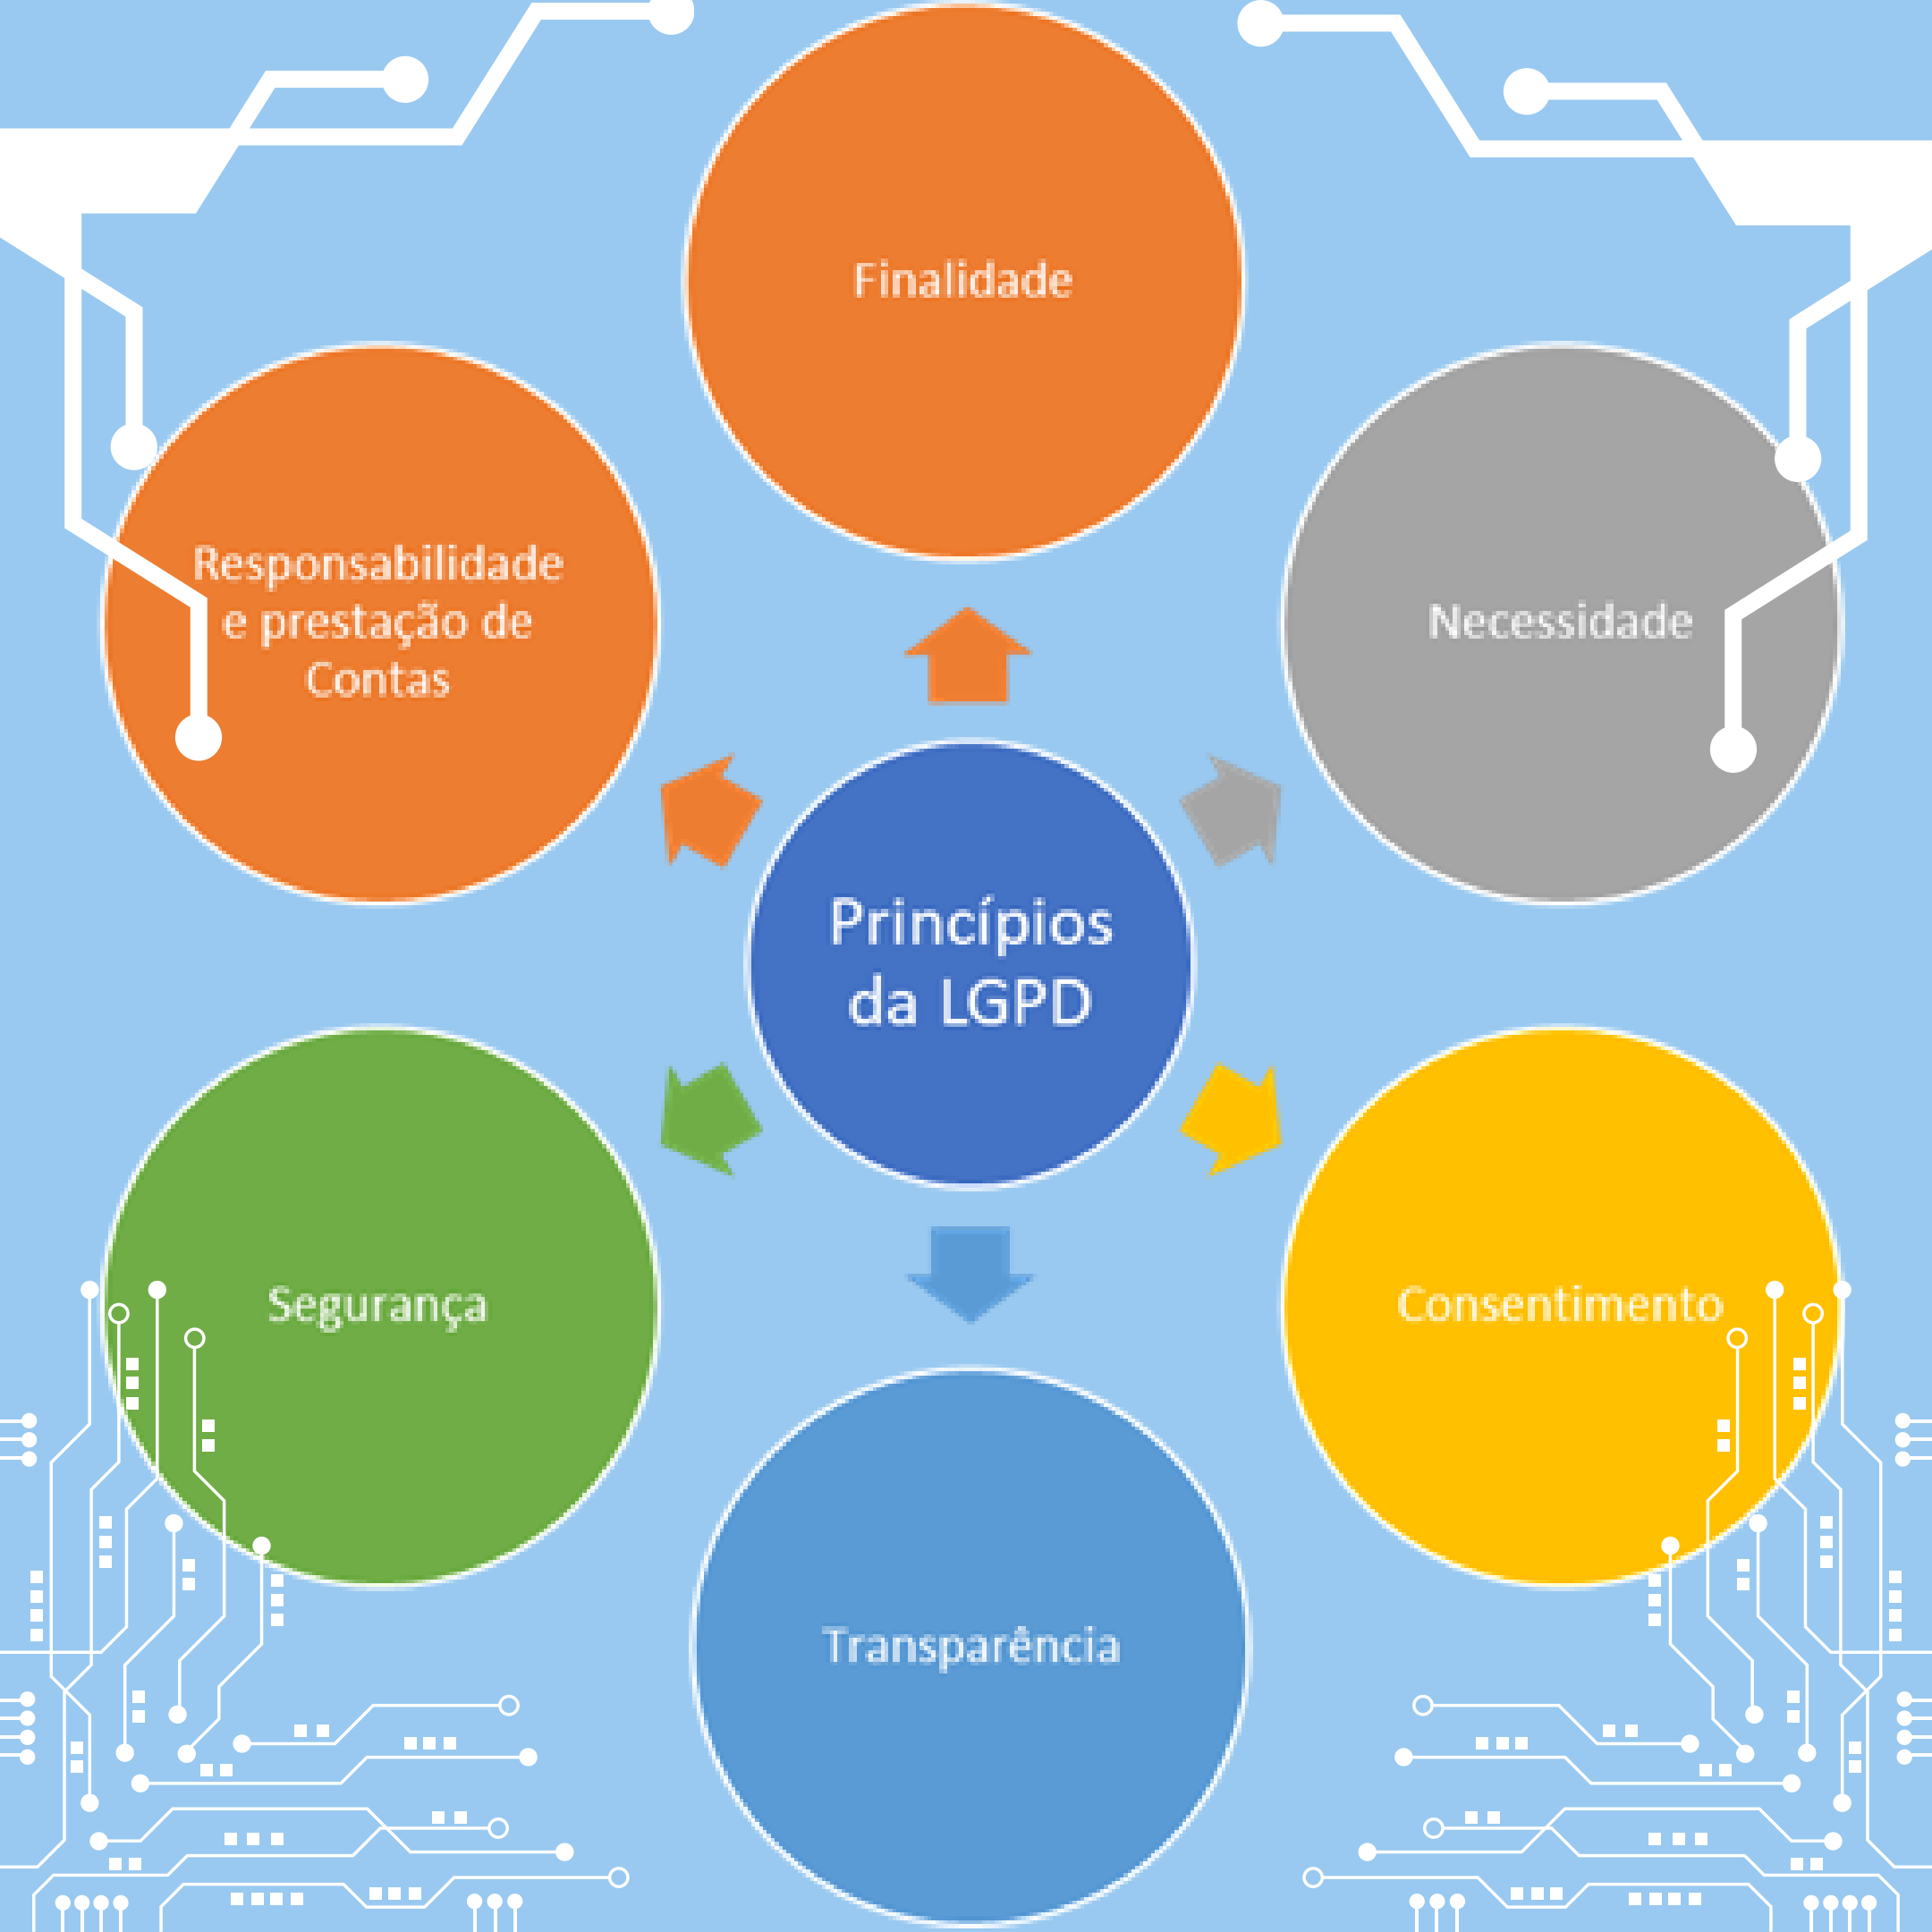 Finalidade
Responsabilidade
e prestação de
Contas
Necessidade
Princípios
da LGPD
Segurança
Consentimento
Transparência